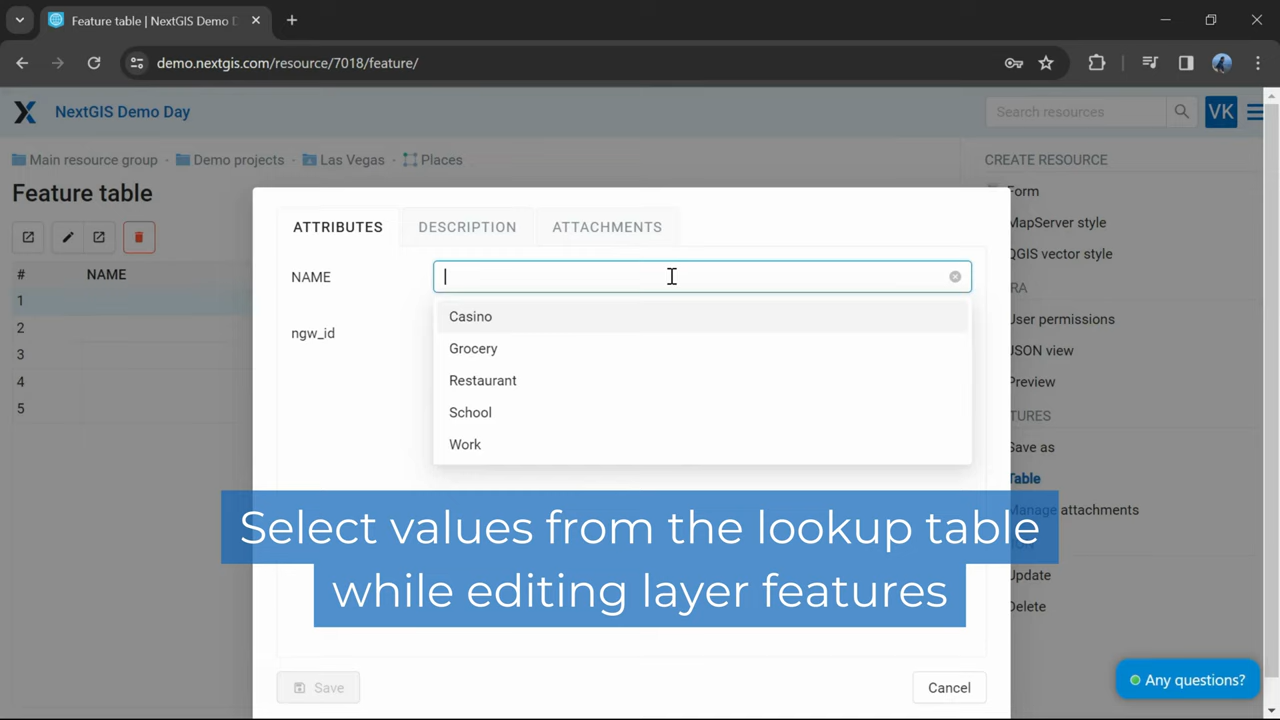 Feature table | NextGIS Demo D
demo.nextgis.com/resource/7018/feature/
NextGIS Demo Day
Search resources
VK
Main resource group · Demo projects · Las Vegas · Places
Feature table
# NAME
1
2
3
4
5
ATTRIBUTES DESCRIPTION ATTACHMENTS
NAME
ngw_id
Casino
Grocery
Restaurant
School
Work
Select values from the lookup table
while editing layer features
Save
Cancel
CREATE RESOURCE
Form
MapServer style
QGIS vector style
RA
User permissions
JSON view
Preview
TURES
Save as
Table
Manage attachments
ON
Update
Delete
Any questions?